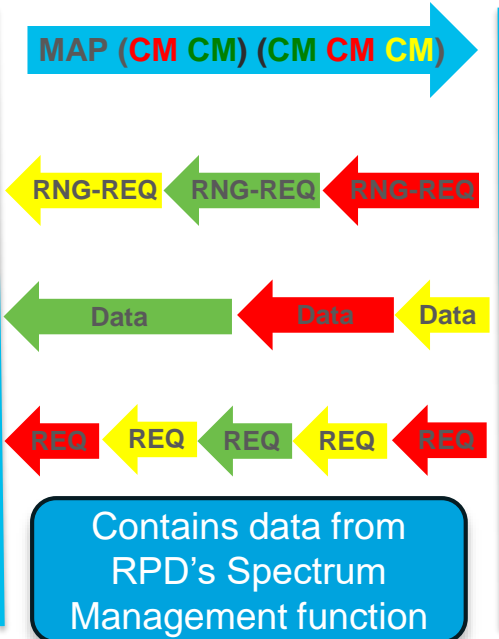 MAP (CM CM) (CM CM CM)
RNG-REQ RNG-REQ RNG-REQ
Data Data Data
REQ REQ REQ REQ REQ
Contains data from
RPD's Spectrum
Management function